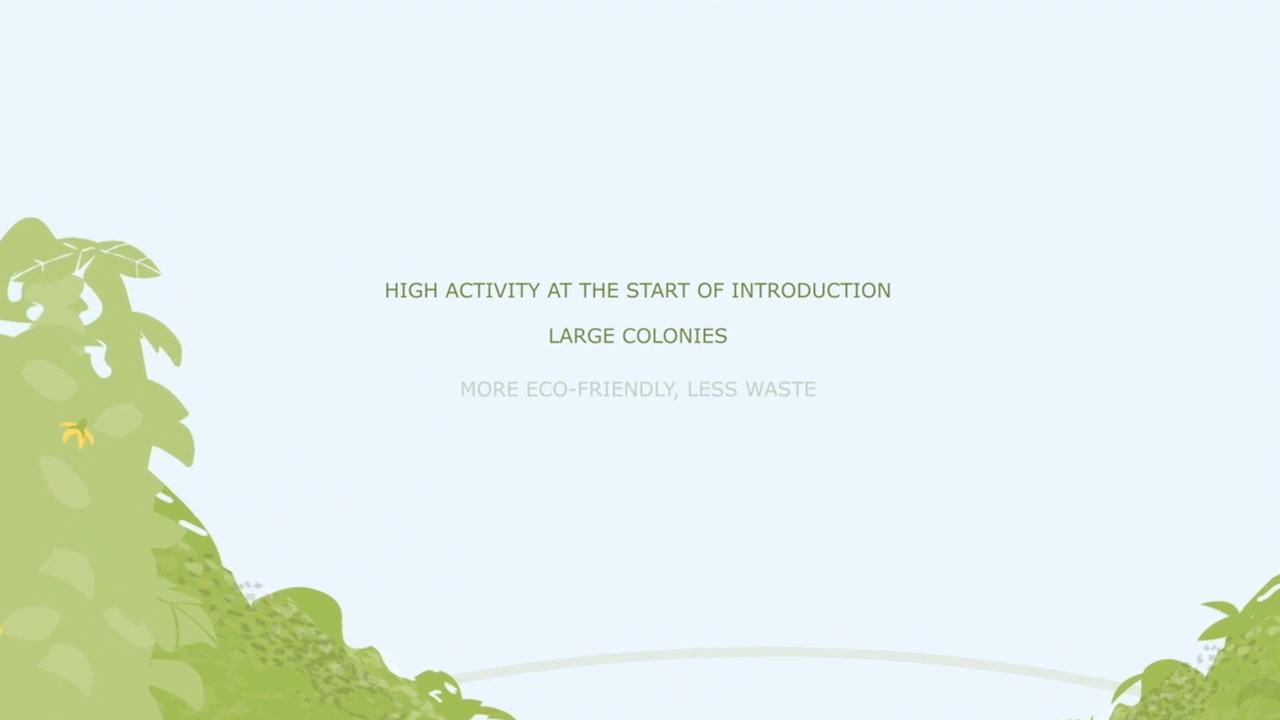 HIGH ACTIVITY AT THE START OF INTRODUCTION
LARGE COLONIES
MORE ECO-FRIENDLY, LESS WASTE